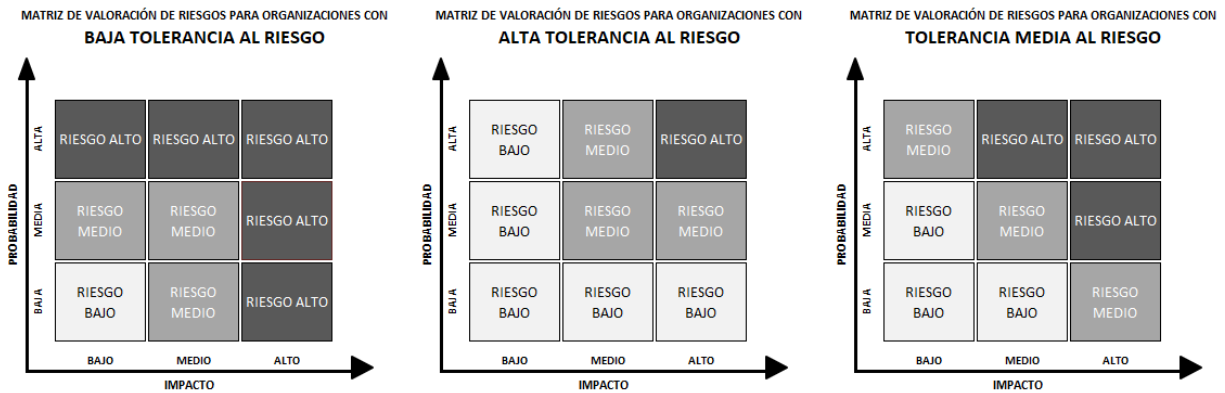 MATRIZ DE VALORACIÓN DE RIESGOS PARA ORGANIZACIONES CON
BAJA TOLERANCIA AL RIESGO
PROBABILIDAD
ALTA
RIESGO ALTO
RIESGO ALTO
RIESGO ALTO
MEDIA
RIESGO
MEDIO
RIESGO
MEDIO
RIESGO ALTO
BAJA
RIESGO
BAJO
RIESGO
MEDIO
RIESGO ALTO
BAJO
MEDIO
ALTO
IMPACTO
MATRIZ DE VALORACIÓN DE RIESGOS PARA ORGANIZACIONES CON
ALTA TOLERANCIA AL RIESGO
PROBABILIDAD
ALTA
RIESGO
BAJO
RIESGO
MEDIO
RIESGO ALTO
MEDIA
RIESGO
BAJO
RIESGO
MEDIO
RIESGO
MEDIO
BAJA
RIESGO
BAJO
RIESGO
BAJO
RIESGO
BAJO
BAJO
MEDIO
ALTO
IMPACTO
MATRIZ DE VALORACIÓN DE RIESGOS PARA ORGANIZACIONES CON
TOLERANCIA MEDIA AL RIESGO
PROBABILIDAD
ALTA
RIESGO
MEDIO
RIESGO ALTO
RIESGO ALTO
MEDIA
RIESGO
BAJO
RIESGO
MEDIO
RIESGO ALTO
BAJA
RIESGO
BAJO
RIESGO
BAJO
RIESGO
MEDIO
BAJO
MEDIO
ALTO
IMPACTO